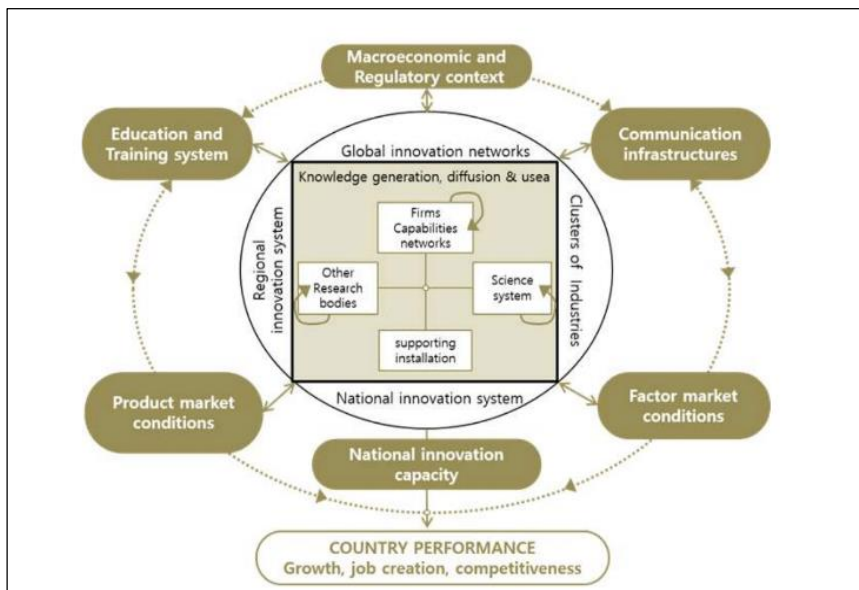 Macroeconomic and
Regulatory context
Education and
Training system
Communication
infrastructures
Global innovation networks
Knowledge generation, diffusion & usea
Regional
innovation system
Clusters of Industries
Firms
Capabilities
networks
Other
Research
bodies
Science
system
supporting
installation
National innovation system
Product market
conditions
Factor market
conditions
National innovation
capacity
COUNTRY PERFORMANCE
Growth, job creation, competitiveness